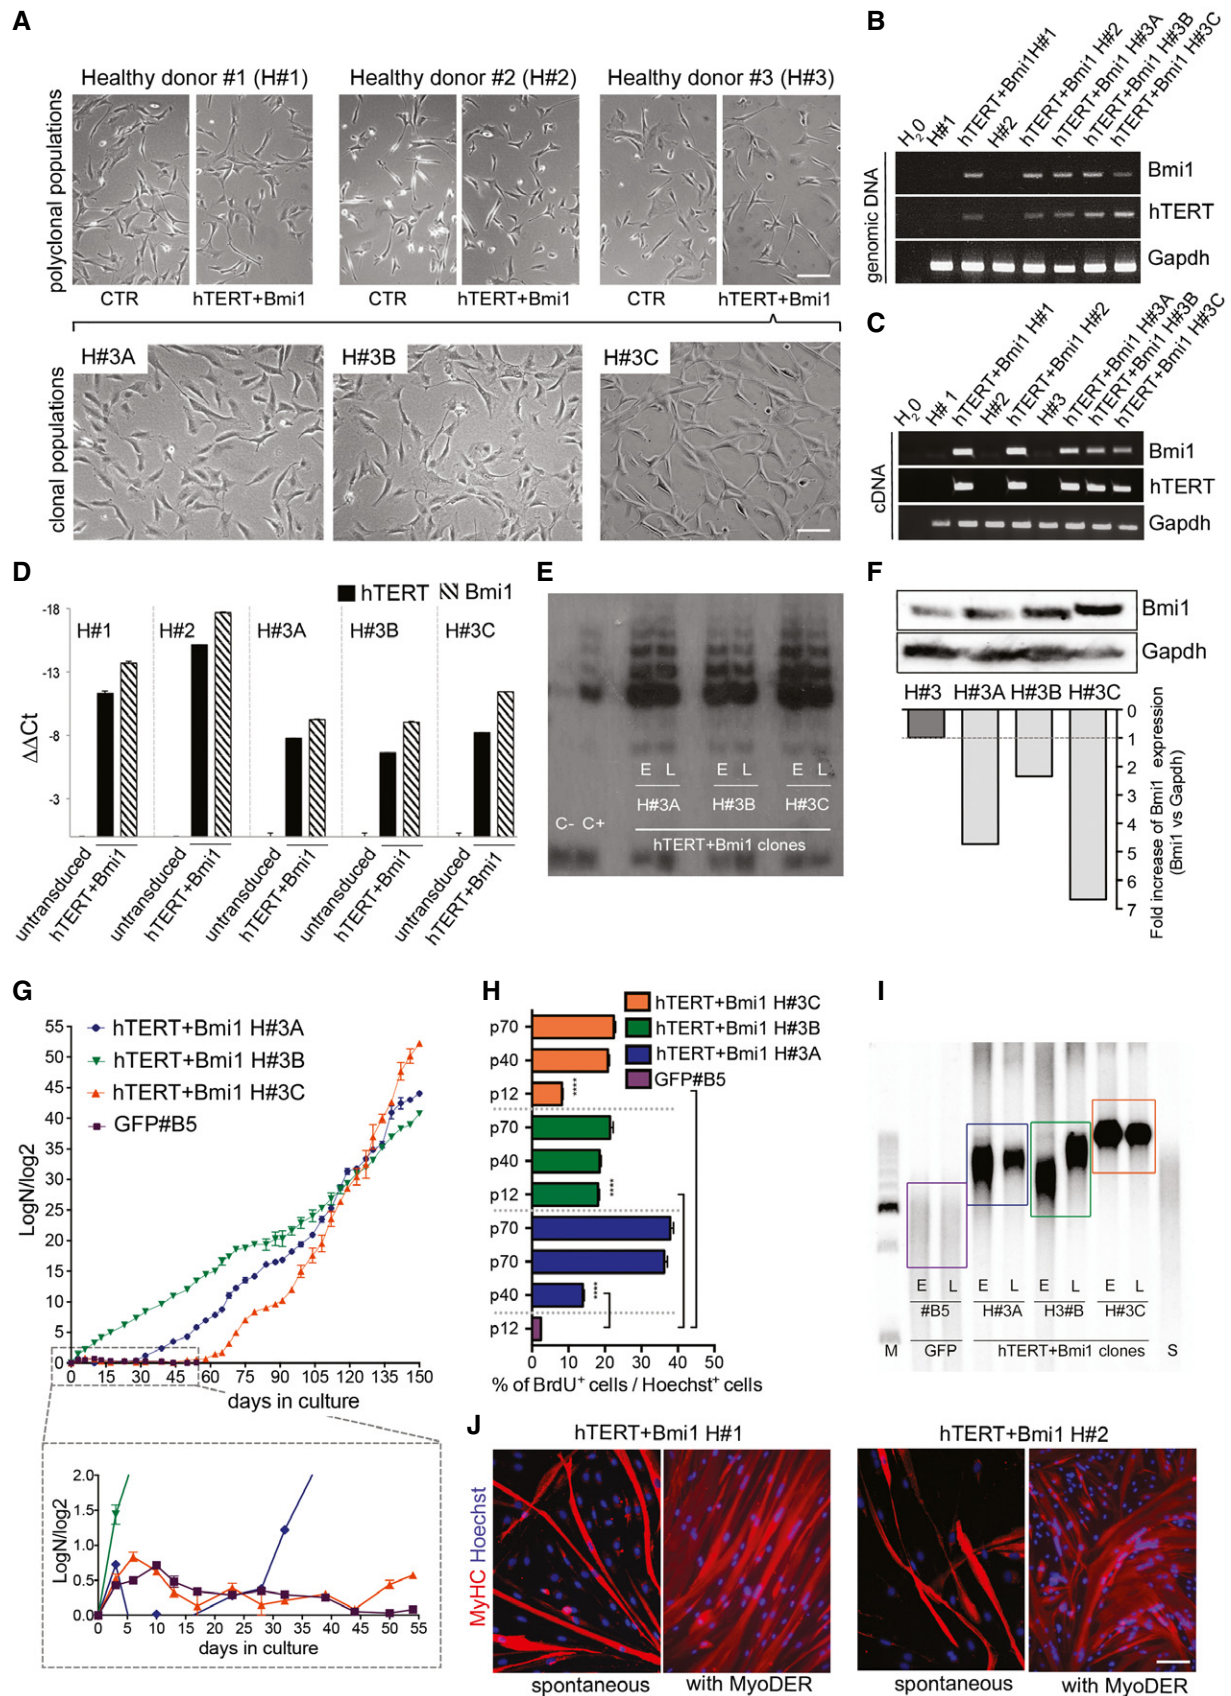 A
Healthy donor #1 (H#1)
Healthy donor #2 (H#2)
Healthy donor #3 (H#3)
polyclonal populations
CTR
hTERT+Bmi1
CTR
hTERT+Bmi1
CTR
hTERT+Bmi1
clonal populations
H#3A
H#3B
H#3C
B
H20
H#1
hTERT+Bmi1H#1
H#2
hTERT+Bmi1 H#2
hTERT+Bmi1 H#3A
hTERT+Bmi1 H#3B
hTERT+Bmi1 H#3C
genomic DNA
Bmi1
hTERT
Gapdh
C
H20
H# 1
hTERT+Bmi1 H#1
H#2
hTERT+Bmi1 H#2
H#3
hTERT+Bmi1 H#3A
hTERT+Bmi1 H#3B
hTERT+Bmi1 H#3C
cDNA
Bmi1
hTERT
Gapdh
D
hTERT
Bmi1
ΔΔCt
-18
-13
-8
-3
H#1
H#2
H#3A
H#3B
H#3C
untransduced
hTERT+Bmi1
untransduced
hTERT+Bmi1
untransduced
hTERT+Bmi1
untransduced
hTERT+Bmi1
untransduced
hTERT+Bmi1
E
E L
E L
E L
H#3A
H#3B
H#3C
C- C+
hTERT+Bmi1 clones
F
Bmi1
Gapdh
H#3
H#3A
H#3B
H#3C
0
1
2
3
4
5
6
7
Fold increase of Bmi1 expression
(Bmi1 vs Gapdh)
G
hTERT+Bmi1 H#3A
hTERT+Bmi1 H#3B
hTERT+Bmi1 H#3C
GFP#B5
LogN/log2
55
50
45
40
35
30
25
20
15
10
5
0
0 15 30 45 60 75 90 105 120 135 150
days in culture
LogN/log2
2.0
1.5
1.0
0.5
0.0
0 5 10 15 20 25 30 35 40 45 50 55
days in culture
H
hTERT+Bmi1 H#3C
hTERT+Bmi1 H#3B
hTERT+Bmi1 H#3A
GFP#B5
p70
p40
p12
****
p70
p40
p12
****
p70
p70
p40
****
p12
0 10 20 30 40 50
% of BrdU+ cells / Hoechst+ cells
I
E L
E L
E L
E L
#B5
H#3A
H3#B
H#3C
M
GFP
hTERT+Bmi1 clones
S
J
hTERT+Bmi1 H#1
hTERT+Bmi1 H#2
MyHC Hoechst
spontaneous
with MyoDER
spontaneous
with MyoDER